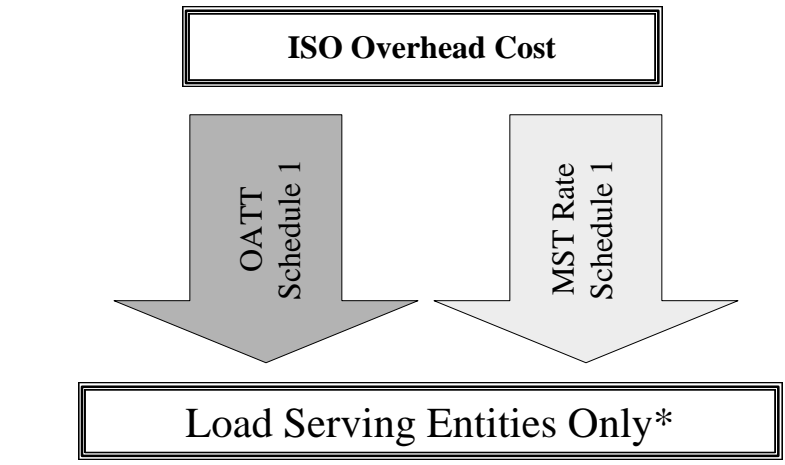 ISO Overhead Cost
OATT
Schedule 1
MST Rate
Schedule 1
Load Serving Entities Only*